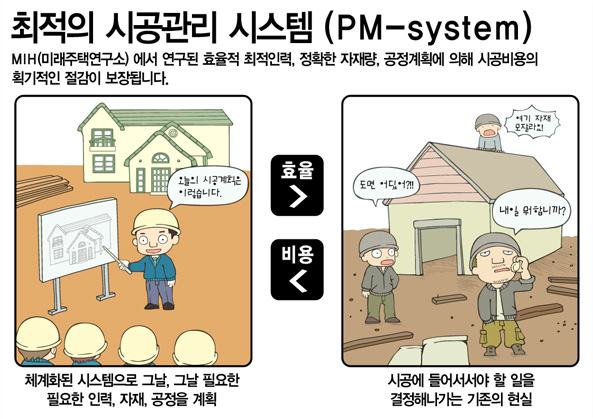 최적의 시공관리 시스템 (PM-system)
MIH(미래주택연구소) 에서 연구된 효율적 최적인력, 정확한 자재량, 공정계획에 의해 시공비용의
획기적인 절감이 보장됩니다.
오늘의 시공계획은
이렇습니다.
효율
>
비용
<
여기 자재
모잘라요!
도면 어딨어?!!
내일 뭐합니까?
체계화된 시스템으로 그날, 그날 필요한
필요한 인력, 자재, 공정을 계획
시공에 들어서서야 할 일을
결정해나가는 기존의 현실